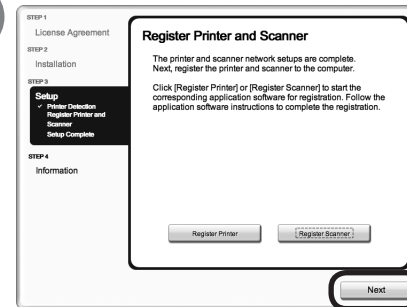 STEP 1
License Agreement
STEP 2
Installation
STEP 3
Setup
✓ Printer Detection
Register Printer and
Scanner
Setup Complete
STEP 4
Information
Register Printer and Scanner
The printer and scanner network setups are complete.
Next, register the printer and scanner to the computer.
Click [Register Printer] or [Register Scanner] to start the
corresponding application software for registration. Follow the
application software instructions to complete the registration.
Register Printer
Register Scanner
Next